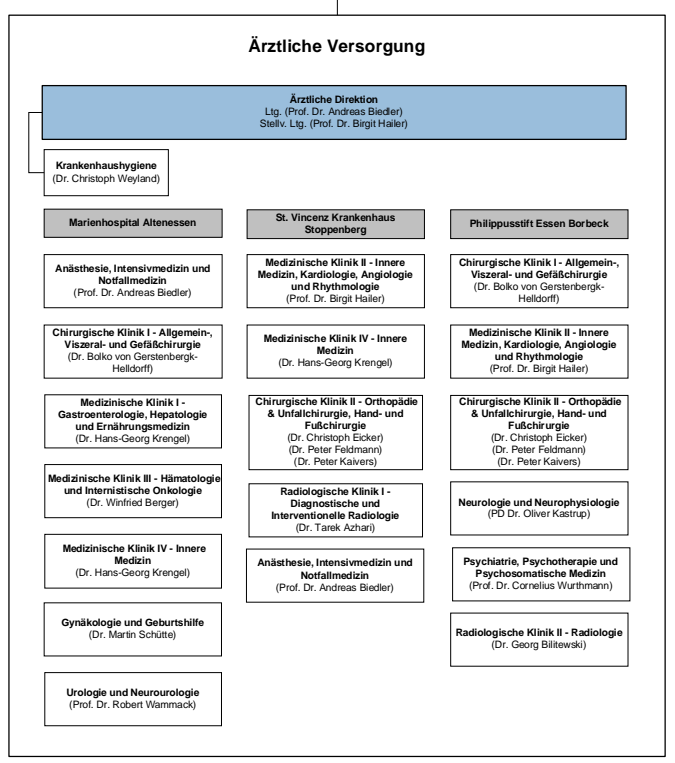 Ärztliche Versorgung
Ärztliche Direktion
Ltg. (Prof. Dr. Andreas Biedler)
Stellv. Ltg. (Prof. Dr. Birgit Hailer)
Krankenhaushygiene
(Dr. Christoph Weyland)
Marienhospital Altenessen
Anästhesie, Intensivmedizin und
Notfallmedizin
(Prof. Dr. Andreas Biedler)
Chirurgische Klinik I - Allgemein-,
Viszeral- und Gefäßchirurgie
(Dr. Bolko von Gerstenbergk-
Helldorff)
Medizinische Klinik I -
Gastroenterologie, Hepatologie
und Ernährungsmedizin
(Dr. Hans-Georg Krengel)
Medizinische Klinik III - Hämatologie
und Internistische Onkologie
(Dr. Winfried Berger)
Medizinische Klinik IV - Innere
Medizin
(Dr. Hans-Georg Krengel)
Gynäkologie und Geburtshilfe
(Dr. Martin Schütte)
Urologie und Neurourologie
(Prof. Dr. Robert Wammack)
St. Vincenz Krankenhaus
Stoppenberg
Medizinische Klinik II - Innere
Medizin, Kardiologie, Angiologie
und Rhythmologie
(Prof. Dr. Birgit Hailer)
Medizinische Klinik IV - Innere
Medizin
(Dr. Hans-Georg Krengel)
Chirurgische Klinik II - Orthopädie
& Unfallchirurgie, Hand- und
Fußchirurgie
(Dr. Christoph Eicker)
(Dr. Peter Feldmann)
(Dr. Peter Kaivers)
Radiologische Klinik I -
Diagnostische und
Interventionelle Radiologie
(Dr. Tarek Azhari)
Anästhesie, Intensivmedizin und
Notfallmedizin
(Prof. Dr. Andreas Biedler)
Philippusstift Essen Borbeck
Chirurgische Klinik I - Allgemein-,
Viszeral- und Gefäßchirurgie
(Dr. Bolko von Gerstenbergk-
Helldorff)
Medizinische Klinik II - Innere
Medizin, Kardiologie, Angiologie
und Rhythmologie
(Prof. Dr. Birgit Hailer)
Chirurgische Klinik II - Orthopädie
& Unfallchirurgie, Hand- und
Fußchirurgie
(Dr. Christoph Eicker)
(Dr. Peter Feldmann)
(Dr. Peter Kaivers)
Neurologie und Neurophysiologie
(PD Dr. Oliver Kastrup)
Psychiatrie, Psychotherapie und
Psychosomatische Medizin
(Prof. Dr. Cornelius Wurthmann)
Radiologische Klinik II - Radiologie
(Dr. Georg Bilitewski)